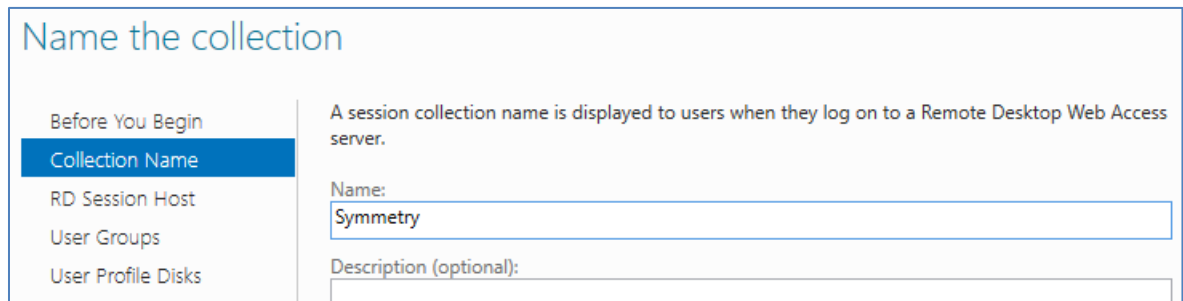 Name the collection
Before You Begin
Collection Name
RD Session Host
User Groups
User Profile Disks
A session collection name is displayed to users when they log on to a Remote Desktop Web Access
server.
Name:
Symmetry
Description (optional):